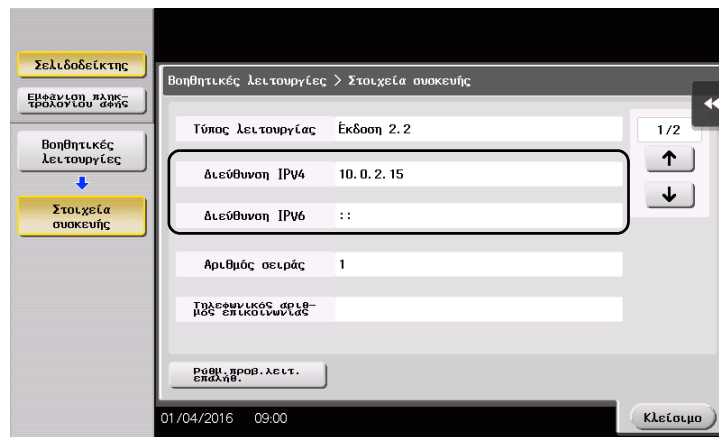 Σελιδοδείκτης
Εμφάνιση πληκ-
τρολογίου αφής
Βοηθητικές
λειτουργίες
Στοιχεία
συσκευής
Βοηθητικές λειτουργίες > Στοιχεία συσκευής
Τύπος λειτουργίας Έκδοση 2.2
1/2
Διεύθυνση IPv4 10.0.2.15
Διεύθυνση IPv6 ::
Αριθμός σειράς 1
Τηλεφωνικός αριθ-
μός επικοινωνίας
Ρύθμ.προβ.λειτ.
επαλήθ.
01/04/2016 09:00
Κλείσιμο